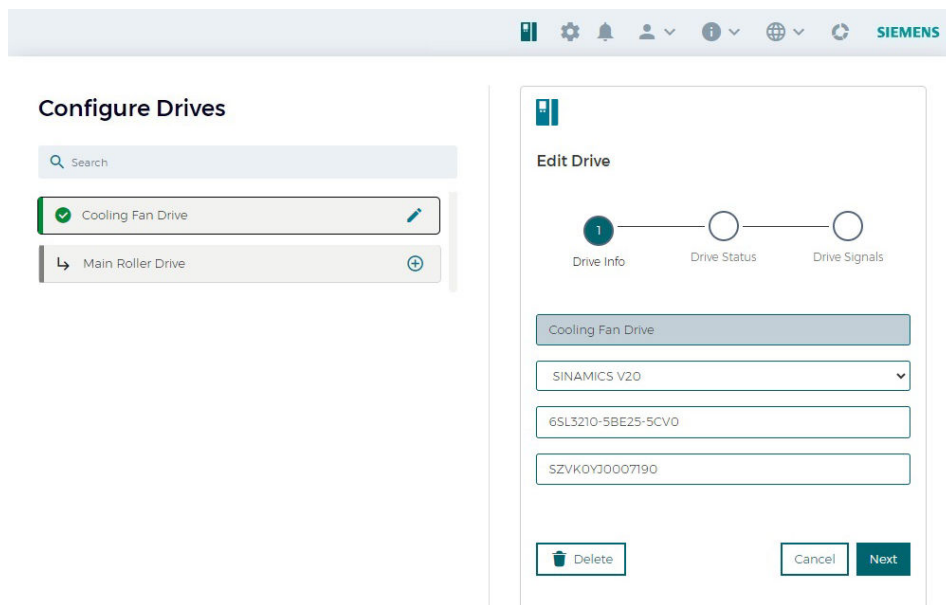 SIEMENS
Configure Drives
Search
Cooling Fan Drive
Main Roller Drive
Edit Drive
1
Drive Info
Drive Status
Drive Signals
Cooling Fan Drive
SINAMICS V20
6SL3210-5BE25-5CV0
SZVK0YJ0007190
Delete
Cancel
Next